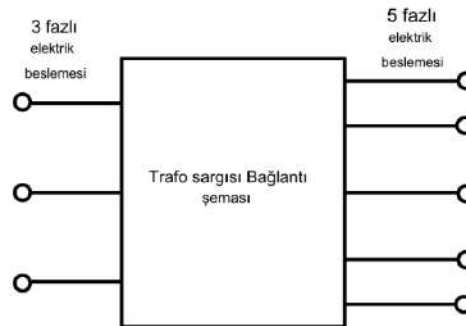 3 fazlı
elektrik
beslemesi
Trafo sargısı Bağlantı
şeması
5 fazlı
elektrik
beslemesi